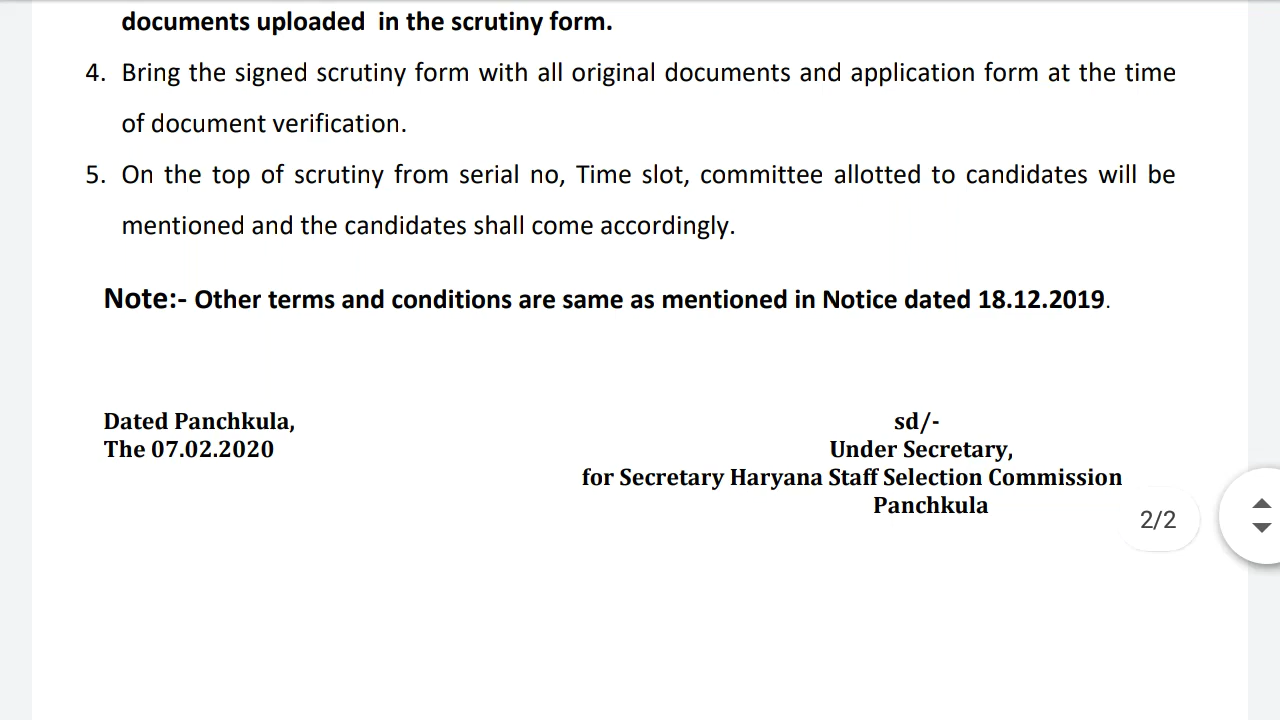 documents uploaded in the scrutiny form.
4. Bring the signed scrutiny form with all original documents and application form at the time
of document verification.
5. On the top of scrutiny from serial no, Time slot, committee allotted to candidates will be
mentioned and the candidates shall come accordingly.
Note:- Other terms and conditions are same as mentioned in Notice dated 18.12.2019.
Dated Panchkula,
The 07.02.2020
sd/-
Under Secretary,
for Secretary Haryana Staff Selection Commission
Panchkula
2/2